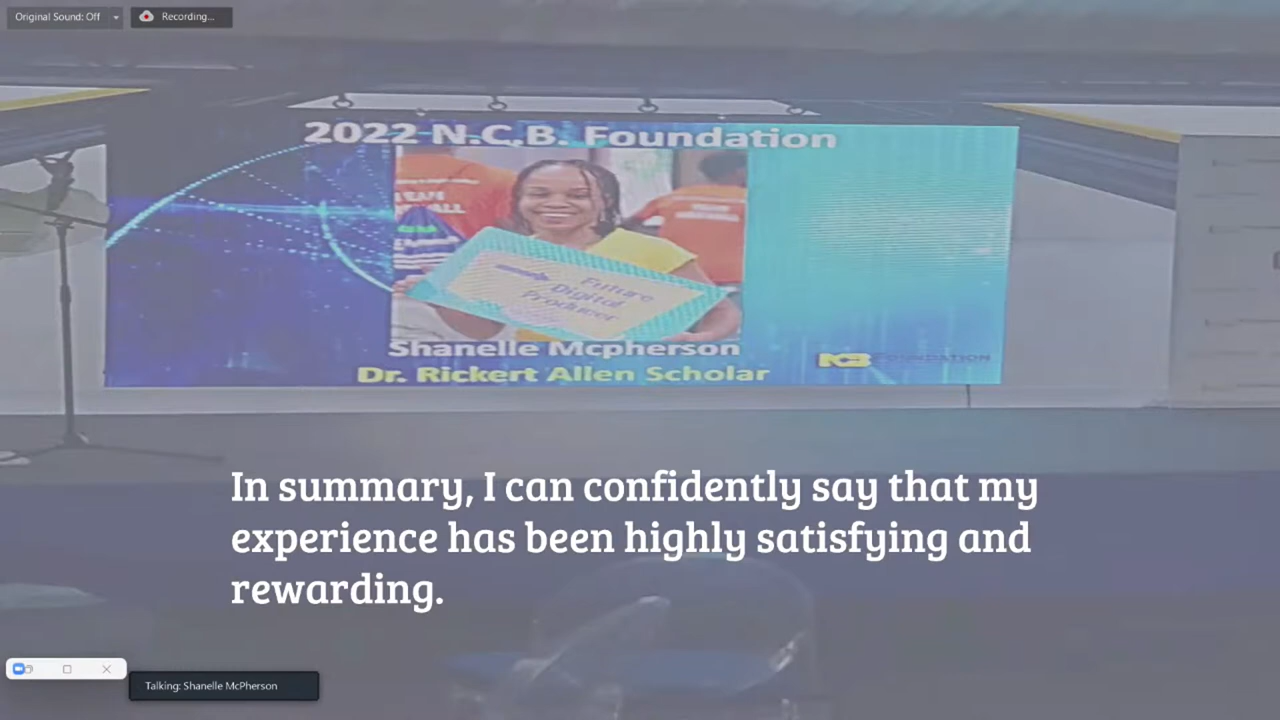 Original Sound: Off
Recording...
2022 N.C.B. Foundation
Future
Digital
Producer
Shanelle Mcpherson
NCB FOUNDATION
Dr. Rickert Allen Scholar
In summary, I can confidently say that my
experience has been highly satisfying and
rewarding.
Talking: Shanelle McPherson